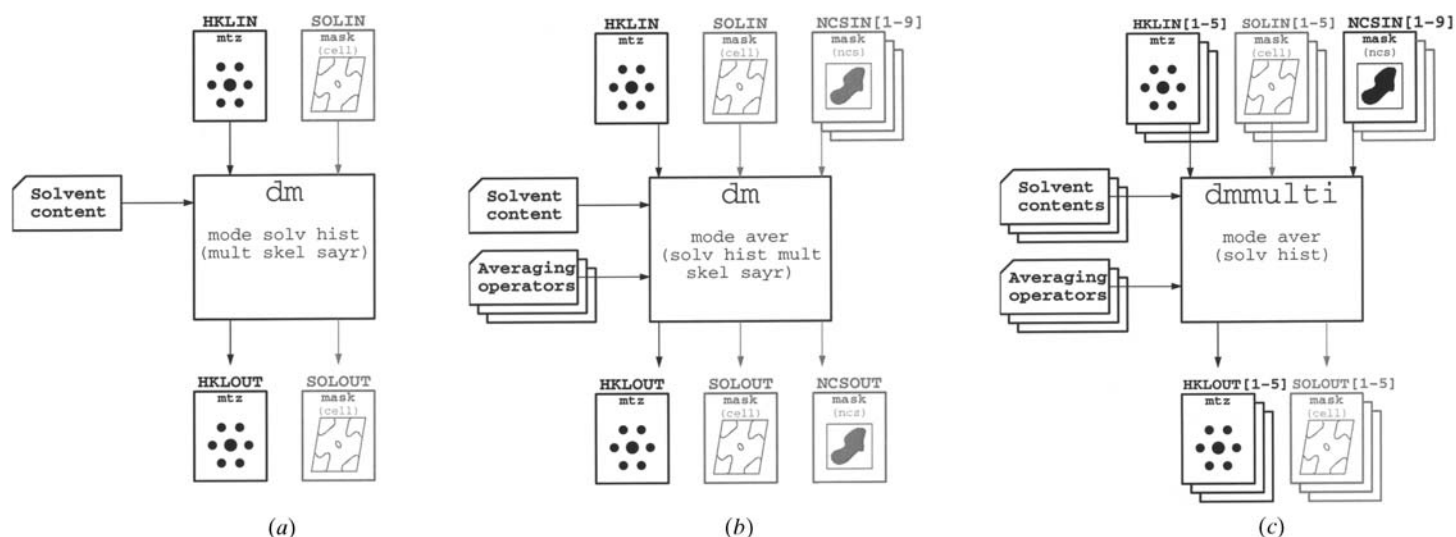 HKLIN
mtz
SOLIN
mask
(cell)
Solvent
content
dm
mode solv hist
(mult skel sayr)
HKLOUT
mtz
SOLOUT
mask
(cell)
(a)
HKLIN
mtz
SOLIN
mask
(cell)
NCSIN[1-9]
mask
(ncs)
Solvent
content
Averaging
operators
dm
mode aver
(solv hist mult
skel sayr)
HKLOUT
mtz
SOLOUT
mask
(cell)
NCSOUT
mask
(ncs)
(b)
HKLIN[1-5]
mtz
SOLIN[1-5]
mask
(cell)
NCSIN[1-9]
mask
(ncs)
Solvent
contents
Averaging
operators
dmmulti
mode aver
(solv hist)
HKLOUT[1-5]
mtz
SOLOUT[1-5]
mask
(cell)
(c)